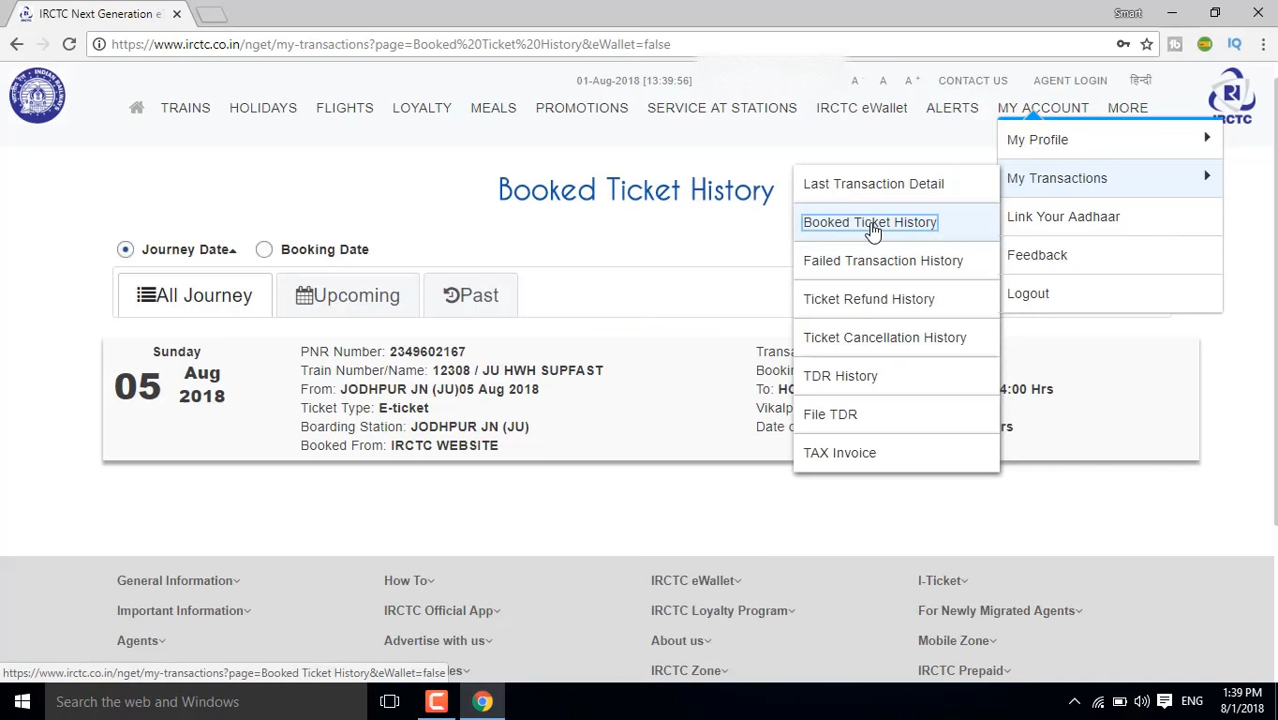 IRCTC Next Generation e
Smart
https://www.irctc.co.in/nget/my-transactions?page=Booked%20Ticket%20History&eWallet=false
IQ
01-Aug-2018 [13:39:56]
A
A
A+
CONTACT US
AGENT LOGIN
हिन्दी
TRAINS
HOLIDAYS
FLIGHTS
LOYALTY
MEALS
PROMOTIONS
SERVICE AT STATIONS
IRCTC eWallet
ALERTS
MY ACCOUNT
MORE
IRCTC
My Profile
My Transactions
Link Your Aadhaar
Feedback
Logout
Last Transaction Detail
Booked Ticket History
Failed Transaction History
Ticket Refund History
Ticket Cancellation History
TDR History
File TDR
TAX Invoice
Booked Ticket History
Journey Date
Booking Date
All Journey
Upcoming
Past
Sunday
05
Aug
2018
PNR Number: 2349602167
Train Number/Name: 12308 / JU HWH SUPFAST
From: JODHPUR JN (JU)05 Aug 2018
Ticket Type: E-ticket
Boarding Station: JODHPUR JN (JU)
Booked From: IRCTC WEBSITE
Transa
Bookin
To: HO
4:00 Hrs
Vikalp
Date o
rs
General Information
How To
IRCTC eWallet
I-Ticket
Important Information
IRCTC Official App
IRCTC Loyalty Program
For Newly Migrated Agents
Agents
Advertise with us
About us
Mobile Zone
es
IRCTC Zone
IRCTC Prepaid
https://www.irctc.co.in/nget/my-transactions?page=Booked Ticket History&eWallet=false
Search the web and Windows
ENG
1:39 PM
8/1/2018